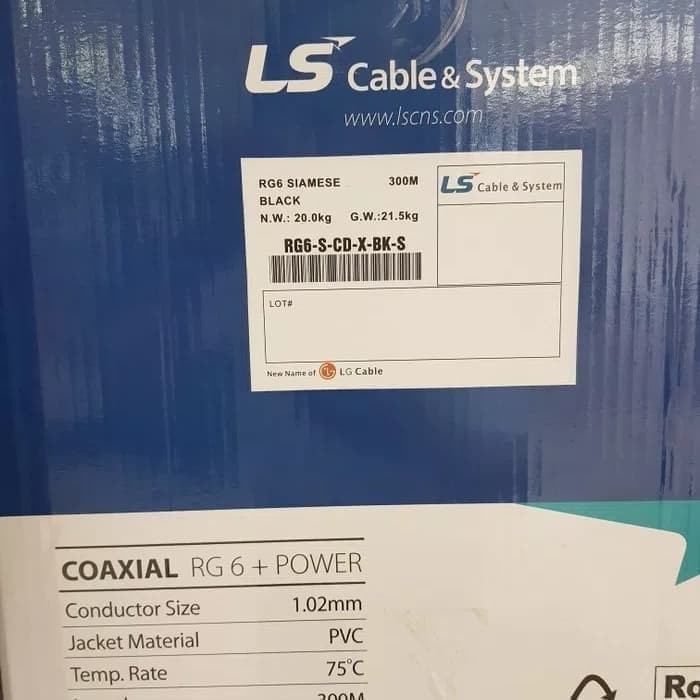 LS Cable & System
www.lscns.com
RG6 SIAMESE 300M
BLACK
N.W.: 20.0kg G.W.:21.5kg
LS Cable & System
RG6-S-CD-X-BK-S
LOT#
New Name of LG LG Cable
COAXIAL RG 6 + POWER
Conductor Size 1.02mm
Jacket Material PVC
Temp. Rate 75℃
300M